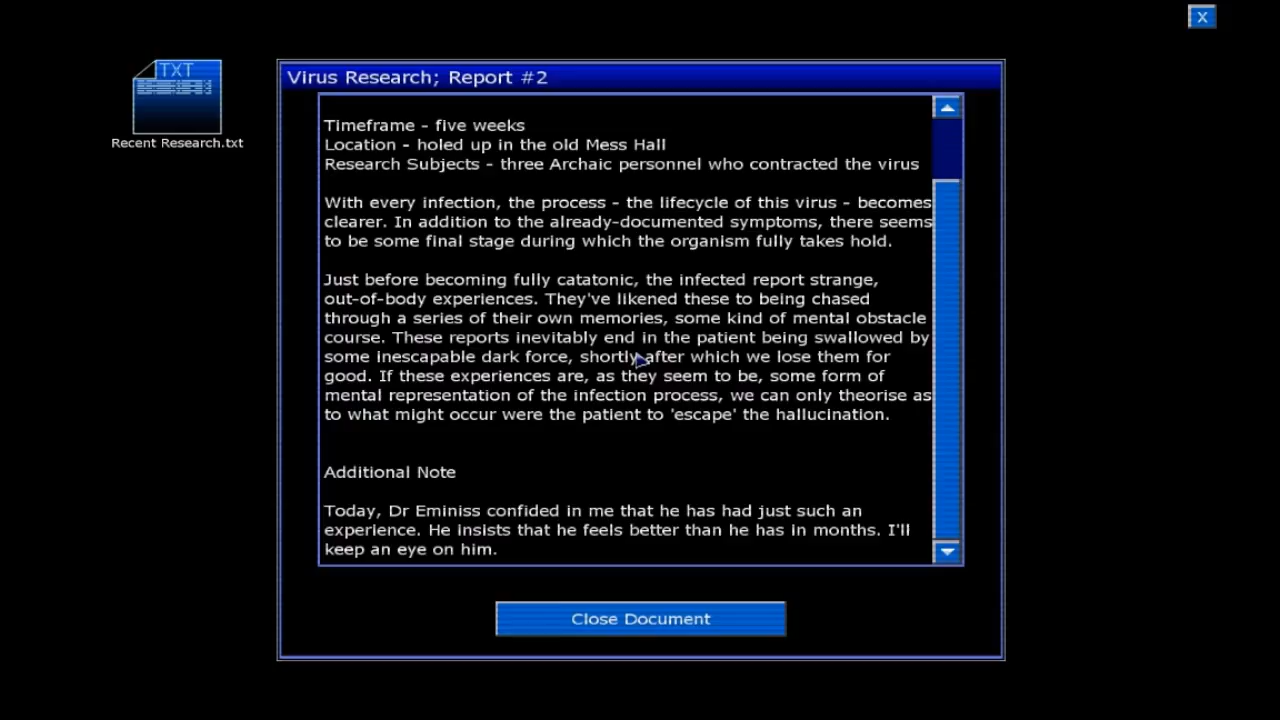 X
TXT
Recent Research.txt
Virus Research; Report #2
Timeframe - five weeks
Location - holed up in the old Mess Hall
Research Subjects - three Archaic personnel who contracted the virus
With every infection, the process - the lifecycle of this virus - becomes
clearer. In addition to the already-documented symptoms, there seems
to be some final stage during which the organism fully takes hold.
Just before becoming fully catatonic, the infected report strange,
out-of-body experiences. They've likened these to being chased
through a series of their own memories, some kind of mental obstacle
course. These reports inevitably end in the patient being swallowed by
some inescapable dark force, shortly after which we lose them for
good. If these experiences are, as they seem to be, some form of
mental representation of the infection process, we can only theorise as
to what might occur were the patient to 'escape' the hallucination.
Additional Note
Today, Dr Eminiss confided in me that he has had just such an
experience. He insists that he feels better than he has in months. I'll
keep an eye on him.
Close Document